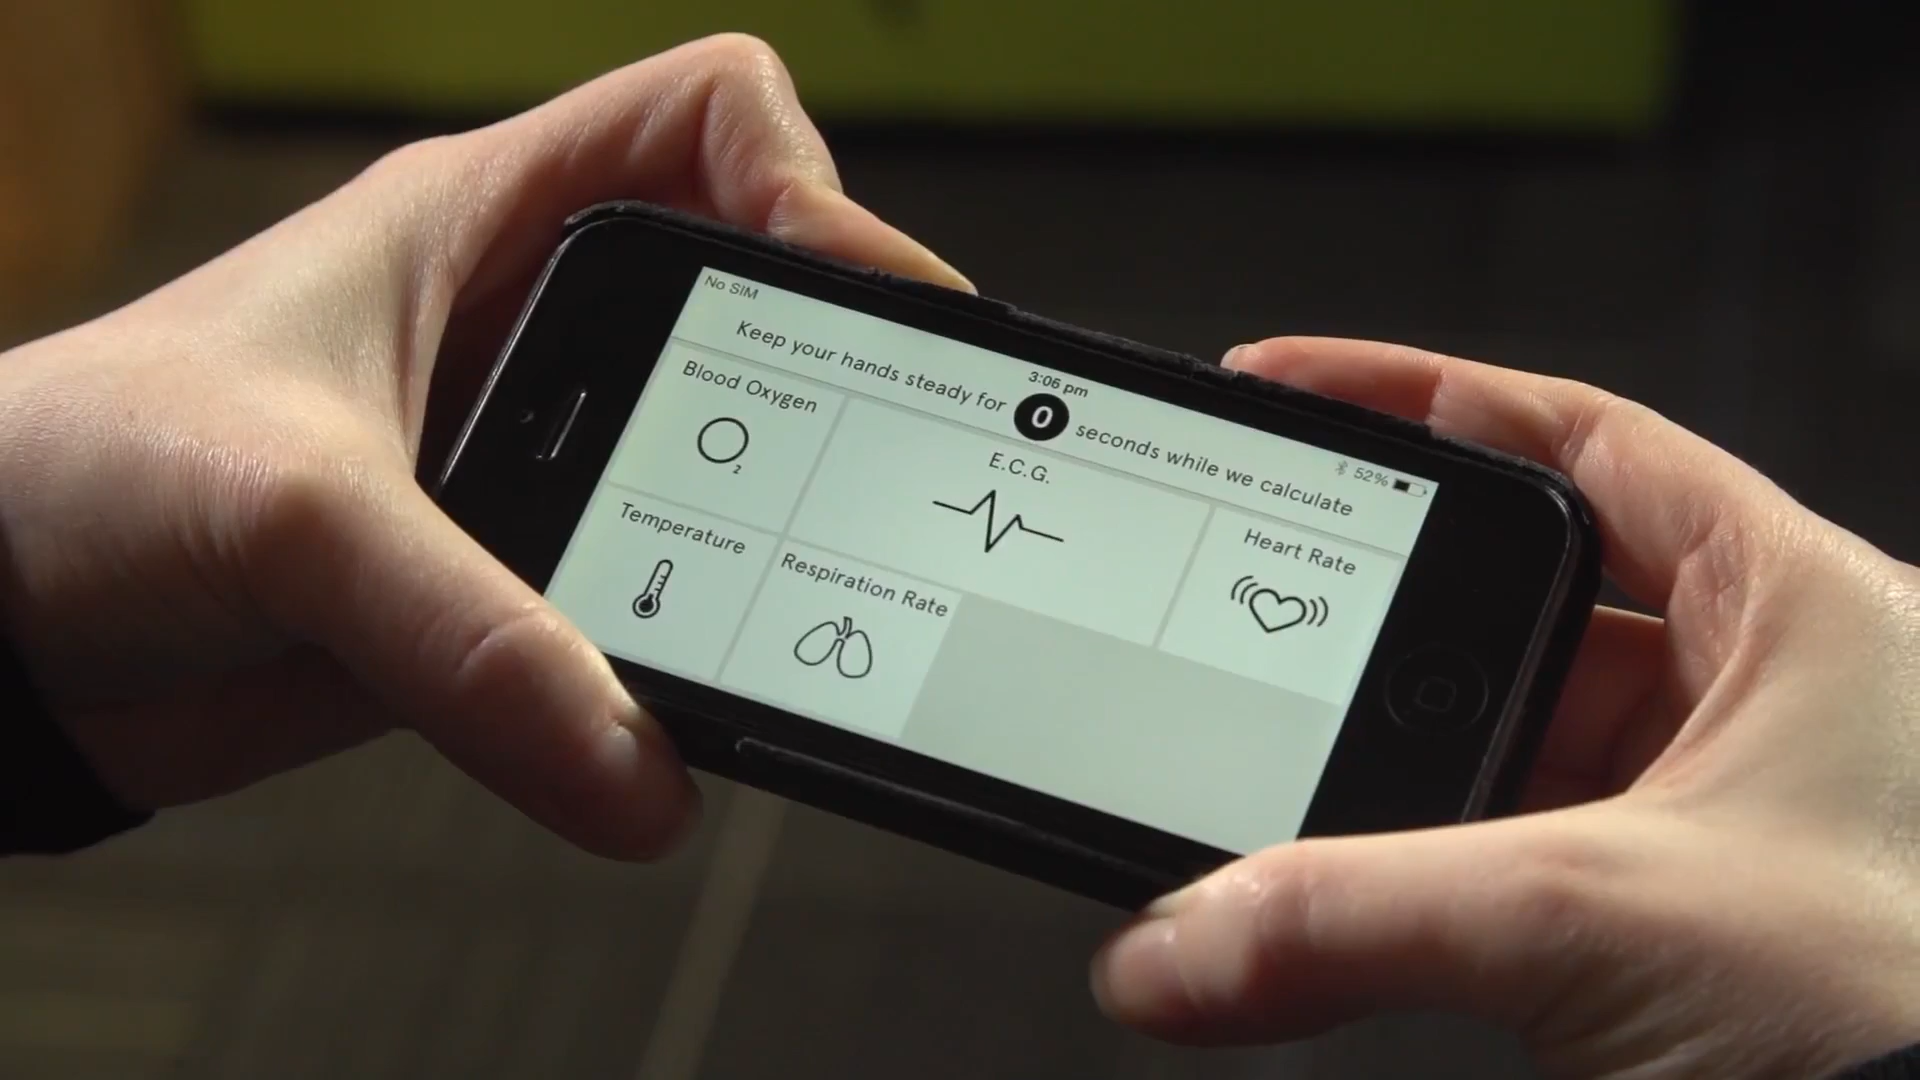 No SIM
3:06 pm
52%
Keep your hands steady for 0 seconds while we calculate
Blood Oxygen
O2
E.C.G.
Heart Rate
Temperature
Respiration Rate